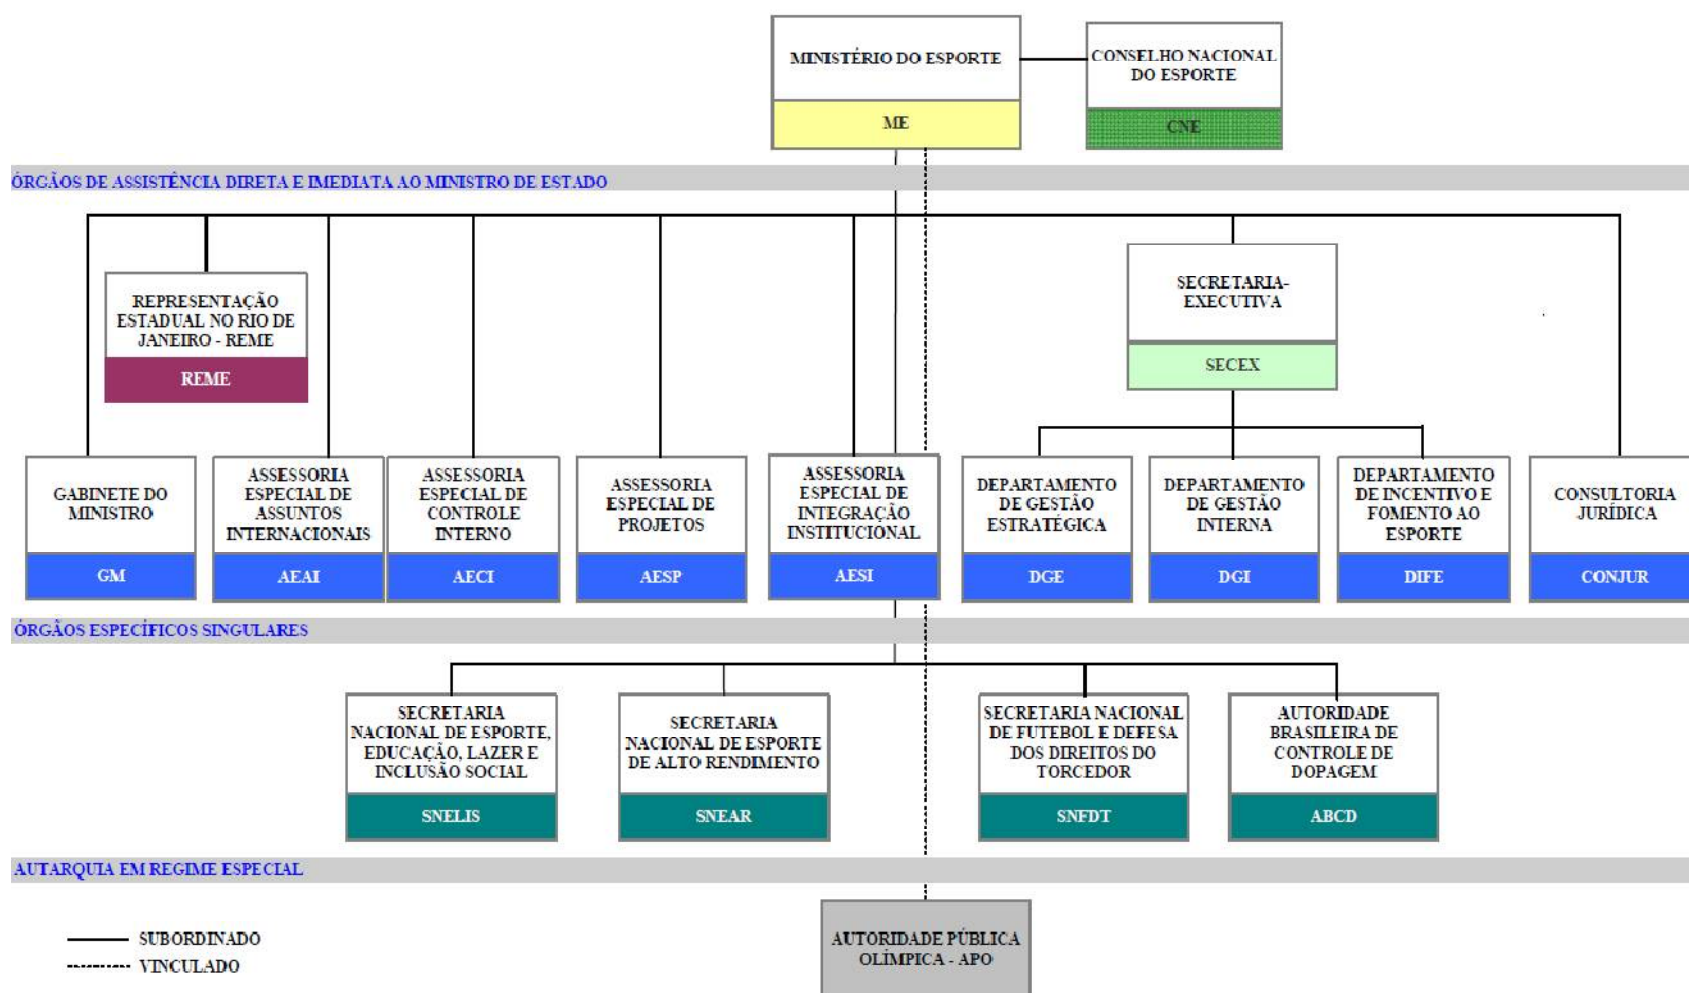 MINISTÉRIO DO ESPORTE
ME
CONSELHO NACIONAL
DO ESPORTE
CNE
ÓRGÃOS DE ASSISTÊNCIA DIRETA E IMEDIATA AO MINISTRO DE ESTADO
REPRESENTAÇÃO
ESTADUAL NO RIO DE
JANEIRO - REME
REME
SECRETARIA-
EXECUTIVA
SECEX
GABINETE DO
MINISTRO
GM
ASSESSORIA
ESPECIAL DE
ASSUNTOS
INTERNACIONAIS
AEAI
ASSESSORIA
ESPECIAL DE
CONTROLE
INTERNO
AECI
ASSESSORIA
ESPECIAL DE
PROJETOS
AESP
ASSESSORIA
ESPECIAL DE
INTEGRAÇÃO
INSTITUCIONAL
AESI
DEPARTAMENTO
DE GESTÃO
ESTRATÉGICA
DGE
DEPARTAMENTO
DE GESTÃO
INTERNA
DGI
DEPARTAMENTO
DE INCENTIVO E
FOMENTO AO
ESPORTE
DIFE
CONSULTORIA
JURÍDICA
CONJUR
ÓRGÃOS ESPECÍFICOS SINGULARES
SECRETARIA
NACIONAL DE ESPORTE,
EDUCAÇÃO, LAZER E
INCLUSÃO SOCIAL
SNELIS
SECRETARIA
NACIONAL DE ESPORTE
DE ALTO RENDIMENTO
SNEAR
SECRETARIA NACIONAL
DE FUTEBOL E DEFESA
DOS DIREITOS DO
TORCEDOR
SNFDT
AUTORIDADE
BRASILEIRA DE
CONTROLE DE
DOPAGEM
ABCD
AUTARQUIA EM REGIME ESPECIAL
SUBORDINADO
VINCULADO
AUTORIDADE PÚBLICA
OLÍMPICA - APO